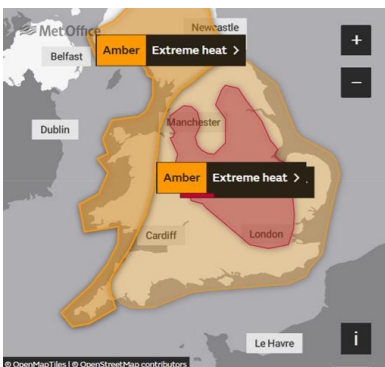 Met Office
Newcastle
Amber Extreme heat >
+
Belfast
−
Dublin
Manchester
Amber Extreme heat >
Cardiff
London
Le Havre
i
© OpenMapTiles | © OpenStreetMap contributors